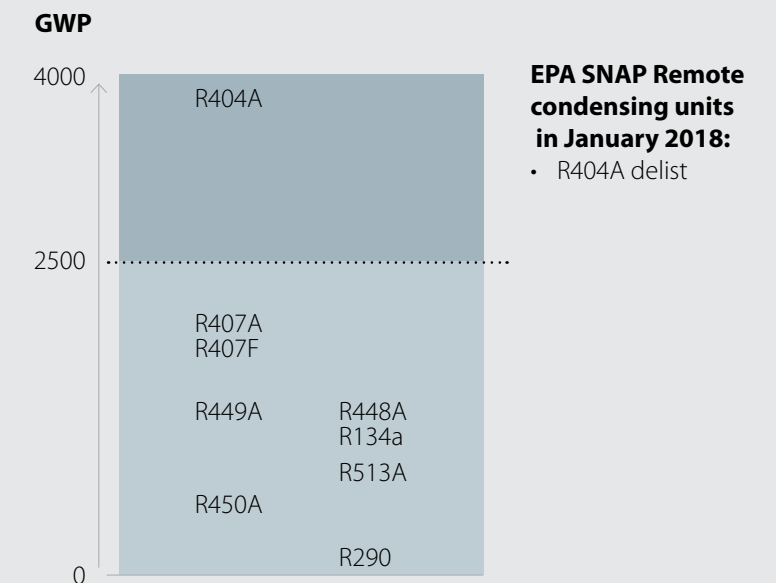 GWP
4000
R404A
EPA SNAP Remote
condensing units
in January 2018:
• R404A delist
2500
R407A
R407F
R449A R448A
R134a
R513A
R450A
R290
0